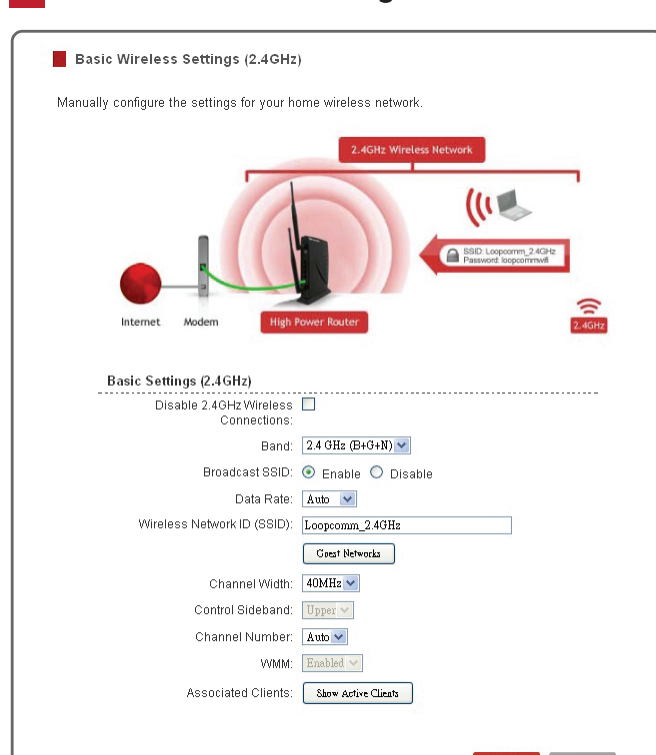 Basic Wireless Settings (2.4GHz)
Manually configure the settings for your home wireless network.
2.4GHz Wireless Network
SSID: Loopcomm_2.4GHz
Password: loopcommwifi
Internet
Modem
High Power Router
2.4GHz
Basic Settings (2.4GHz)
Disable 2.4GHz Wireless
Connections:
Band: 2.4 GHz (B+G+N)
Broadcast SSID: Enable Disable
Data Rate: Auto
Wireless Network ID (SSID): Loopcomm_2.4GHz
Guest Networks
Channel Width: 40MHz
Control Sideband: Upper
Channel Number: Auto
WMM: Enabled
Associated Clients: Show Active Clients